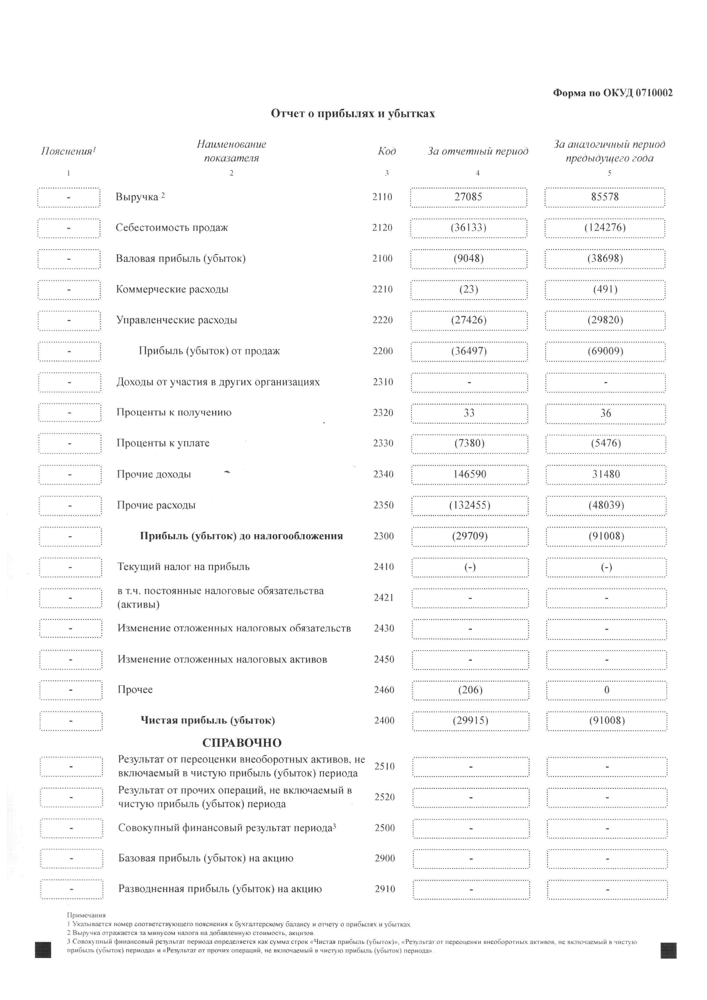 Форма по ОКУД 0710002
Отчет о прибылях и убытках
Пояснения1 Наименование показателя Код За отчетный период За аналогичный период предыдущего года
1 2 3 4 5
- Выручка 2 2110 27085 85578
- Себестоимость продаж 2120 (36133) (124276)
- Валовая прибыль (убыток) 2100 (9048) (38698)
- Коммерческие расходы 2210 (23) (491)
- Управленческие расходы 2220 (27426) (29820)
- Прибыль (убыток) от продаж 2200 (36497) (69009)
- Доходы от участия в других организациях 2310 - -
- Проценты к получению 2320 33 36
- Проценты к уплате 2330 (7380) (5476)
- Прочие доходы 2340 146590 31480
- Прочие расходы 2350 (132455) (48039)
- Прибыль (убыток) до налогообложения 2300 (29709) (91008)
- Текущий налог на прибыль 2410 (-) (-)
- в т.ч. постоянные налоговые обязательства
(активы) 2421 - -
- Изменение отложенных налоговых обязательств 2430 - -
- Изменение отложенных налоговых активов 2450 - -
- Прочее 2460 (206) 0
- Чистая прибыль (убыток) 2400 (29915) (91008)
СПРАВОЧНО
- Результат от переоценки внеоборотных активов, не
включаемый в чистую прибыль (убыток) периода 2510 - -
- Результат от прочих операций, не включаемый в
чистую прибыль (убыток) периода 2520 - -
- Совокупный финансовый результат периода3 2500 - -
- Базовая прибыль (убыток) на акцию 2900 - -
- Разводненная прибыль (убыток) на акцию 2910 - -
Примечания
1 Указывается номер соответствующего пояснения к бухгалтерскому балансу и отчету о прибылях и убытках.
2 Выручка отражается за минусом налога на добавленную стоимость, акцизов.
3 Совокупный финансовый результат периода определяется как сумма строк «Чистая прибыль (убыток)», «Результат от переоценки внеоборотных активов, не включаемый в чистую
прибыль (убыток) периода» и «Результат от прочих операций, не включаемый в чистую прибыль (убыток) периода» .